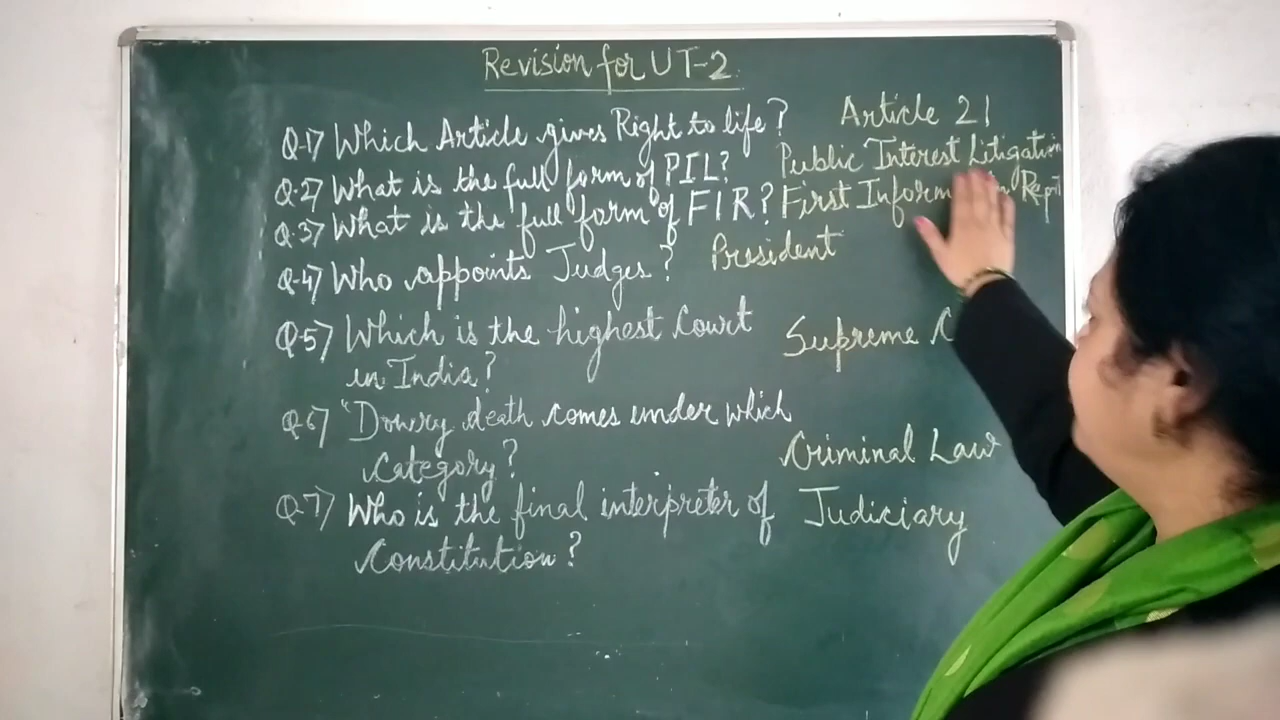 Revision for UT-2
Q-1) Which Article gives Right to life? Article 21
Q-2) What is the full form of PIL? Public Interest Litigation
Q-3) What is the full form of FIR? First
Q-4) Who appoints Judges? President
Q-5) Which is the highest Court Supreme
in India?
Q-6) "Dowry death comes under which
Category? Criminal Law
Q-7) Who is the final interpreter of Judiciary
Constitution?